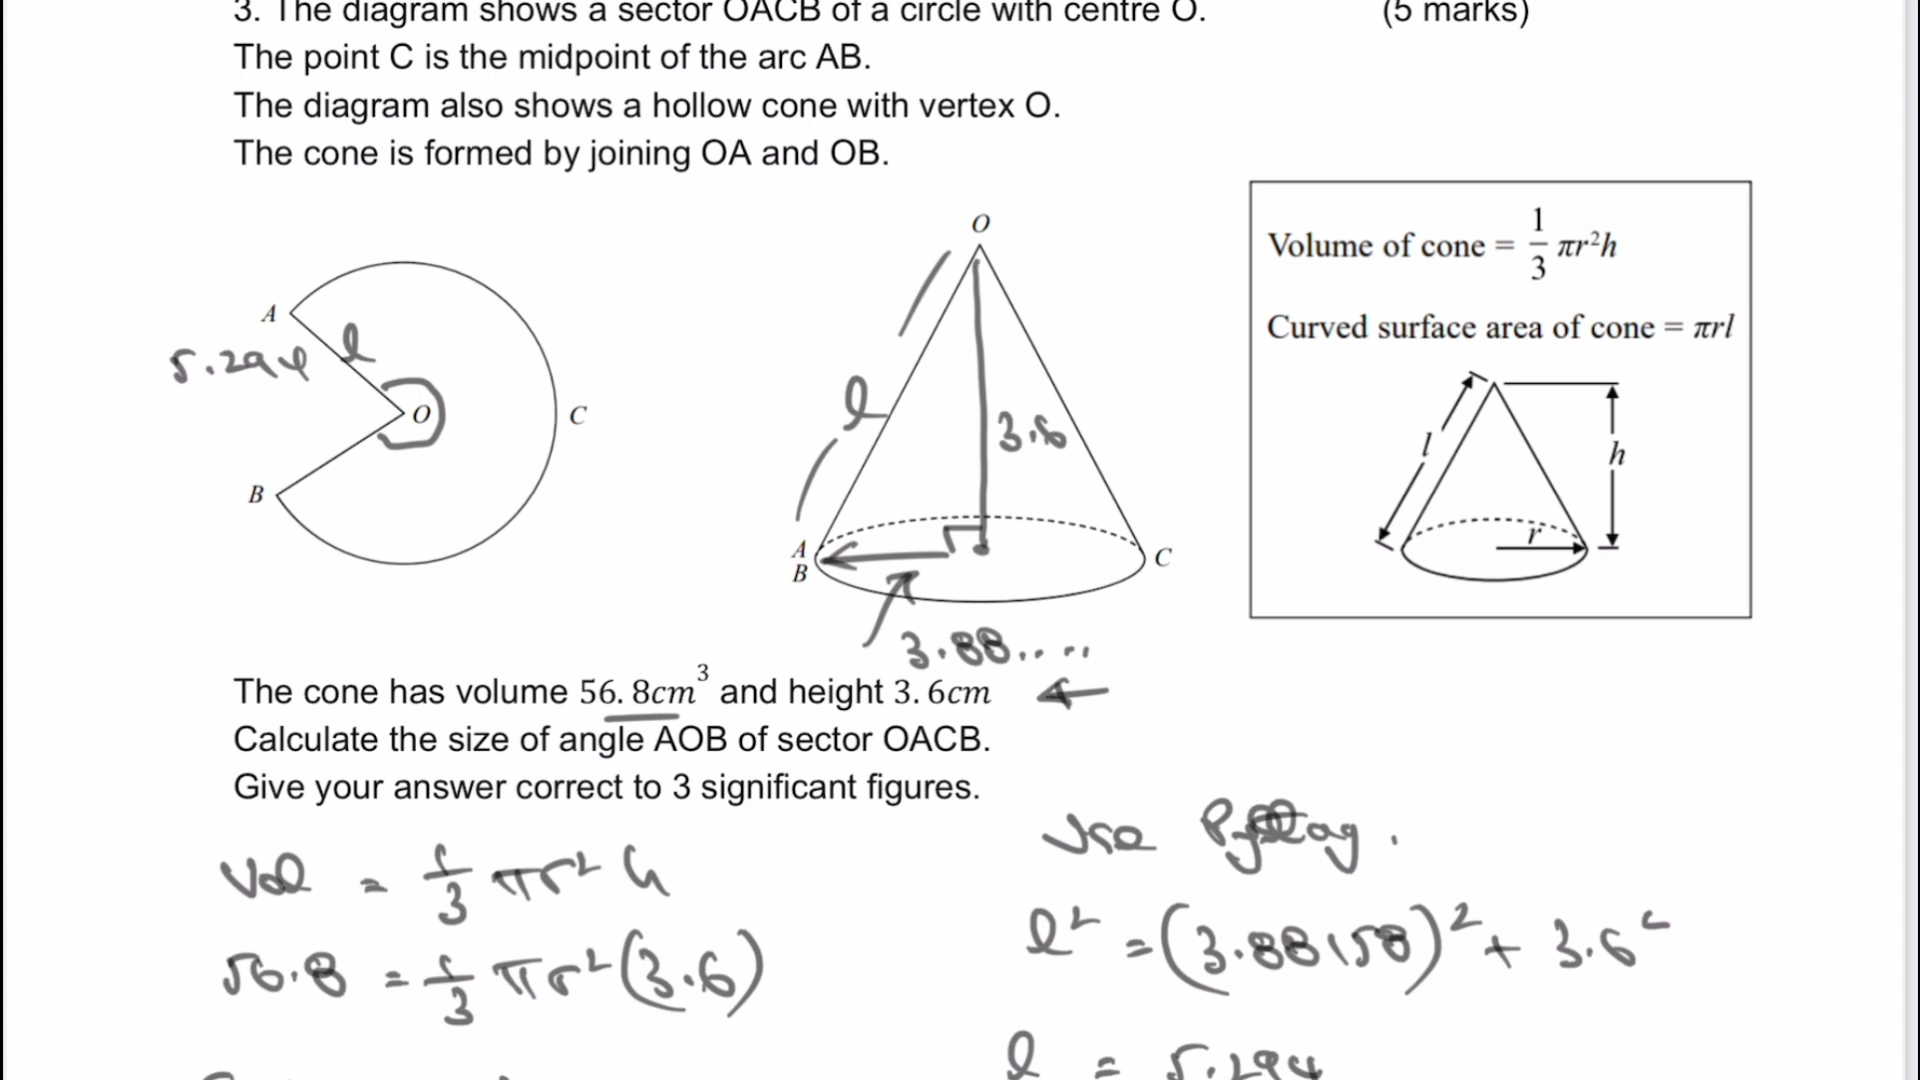 3. The diagram shows a sector OACB of a circle with centre O. (5 marks)
The point C is the midpoint of the arc AB.
The diagram also shows a hollow cone with vertex O.
The cone is formed by joining OA and OB.
A
B
O
C
5.294
l
O
l
3.6
A
B
C
3.88.....
Volume of cone = 1/3 πr²h
Curved surface area of cone = πrl
l
h
r
The cone has volume 56.8cm³ and height 3.6cm ←
Calculate the size of angle AOB of sector OACB.
Give your answer correct to 3 significant figures.
Vol = 1/3 πr² h
56.8 = 1/3 πr² (3.6)
Use Pythag.
l² = (3.88158)² + 3.6²
l = 5.294